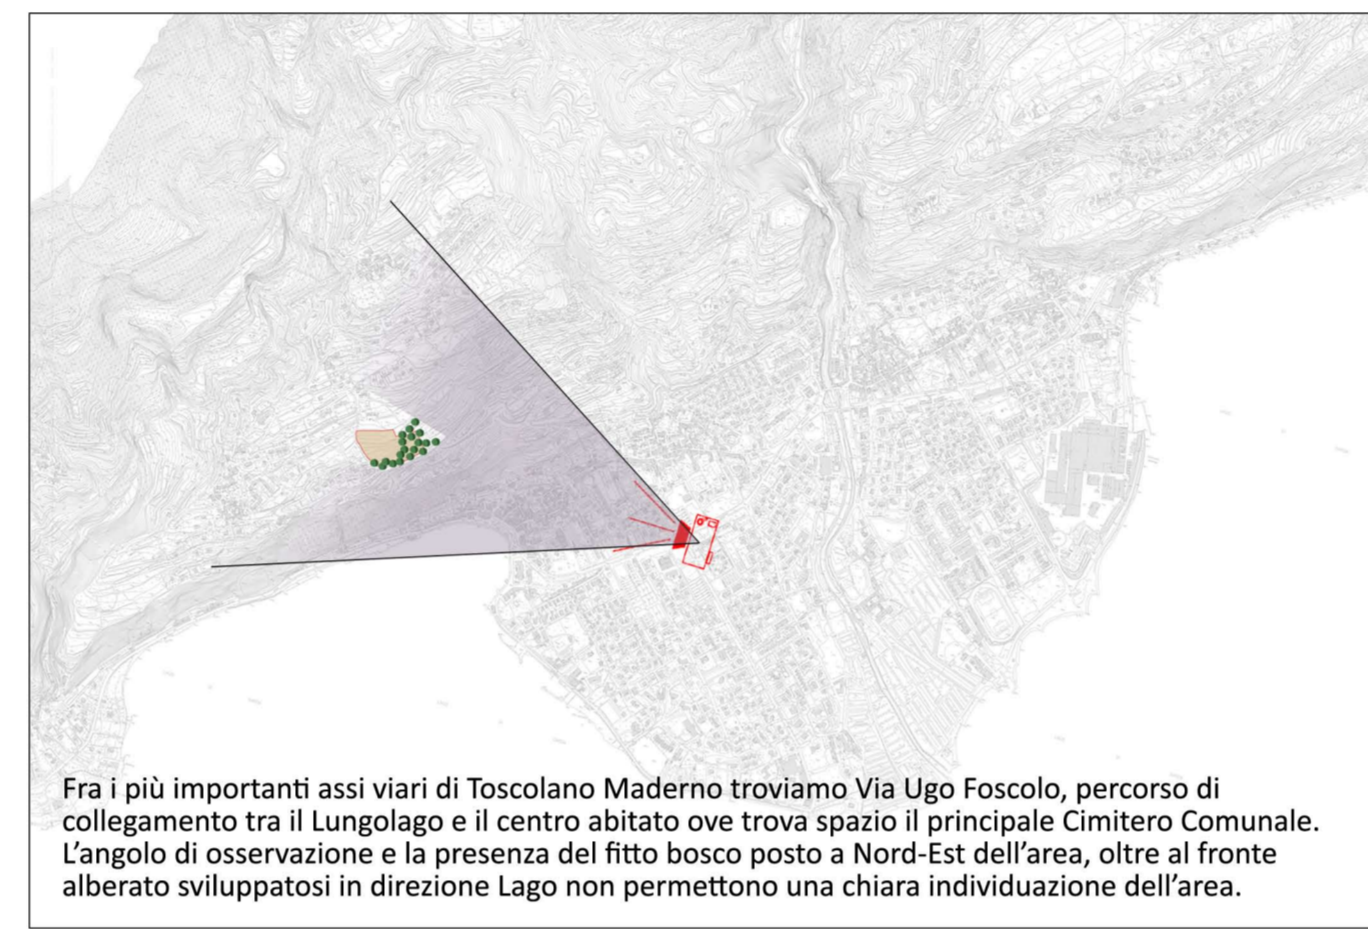 Fra i più importanti assi viari di Toscolano Maderno troviamo Via Ugo Foscolo, percorso di
collegamento tra il Lungolago e il centro abitato ove trova spazio il principale Cimitero Comunale.
L’angolo di osservazione e la presenza del fitto bosco posto a Nord-Est dell’area, oltre al fronte
alberato sviluppatosi in direzione Lago non permettono una chiara individuazione dell’area.